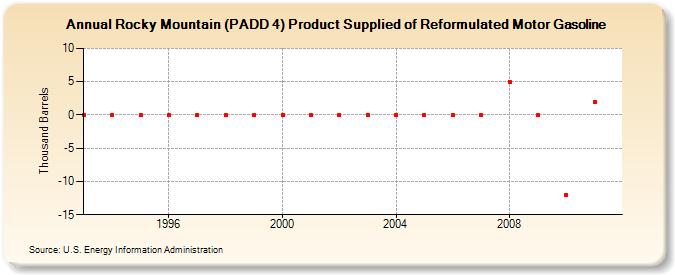 Annual Rocky Mountain (PADD 4) Product Supplied of Reformulated Motor Gasoline
Thousand Barrels
10
5
0
-5
-10
-15
1996 2000 2004 2008
Source: U.S. Energy Information Administration